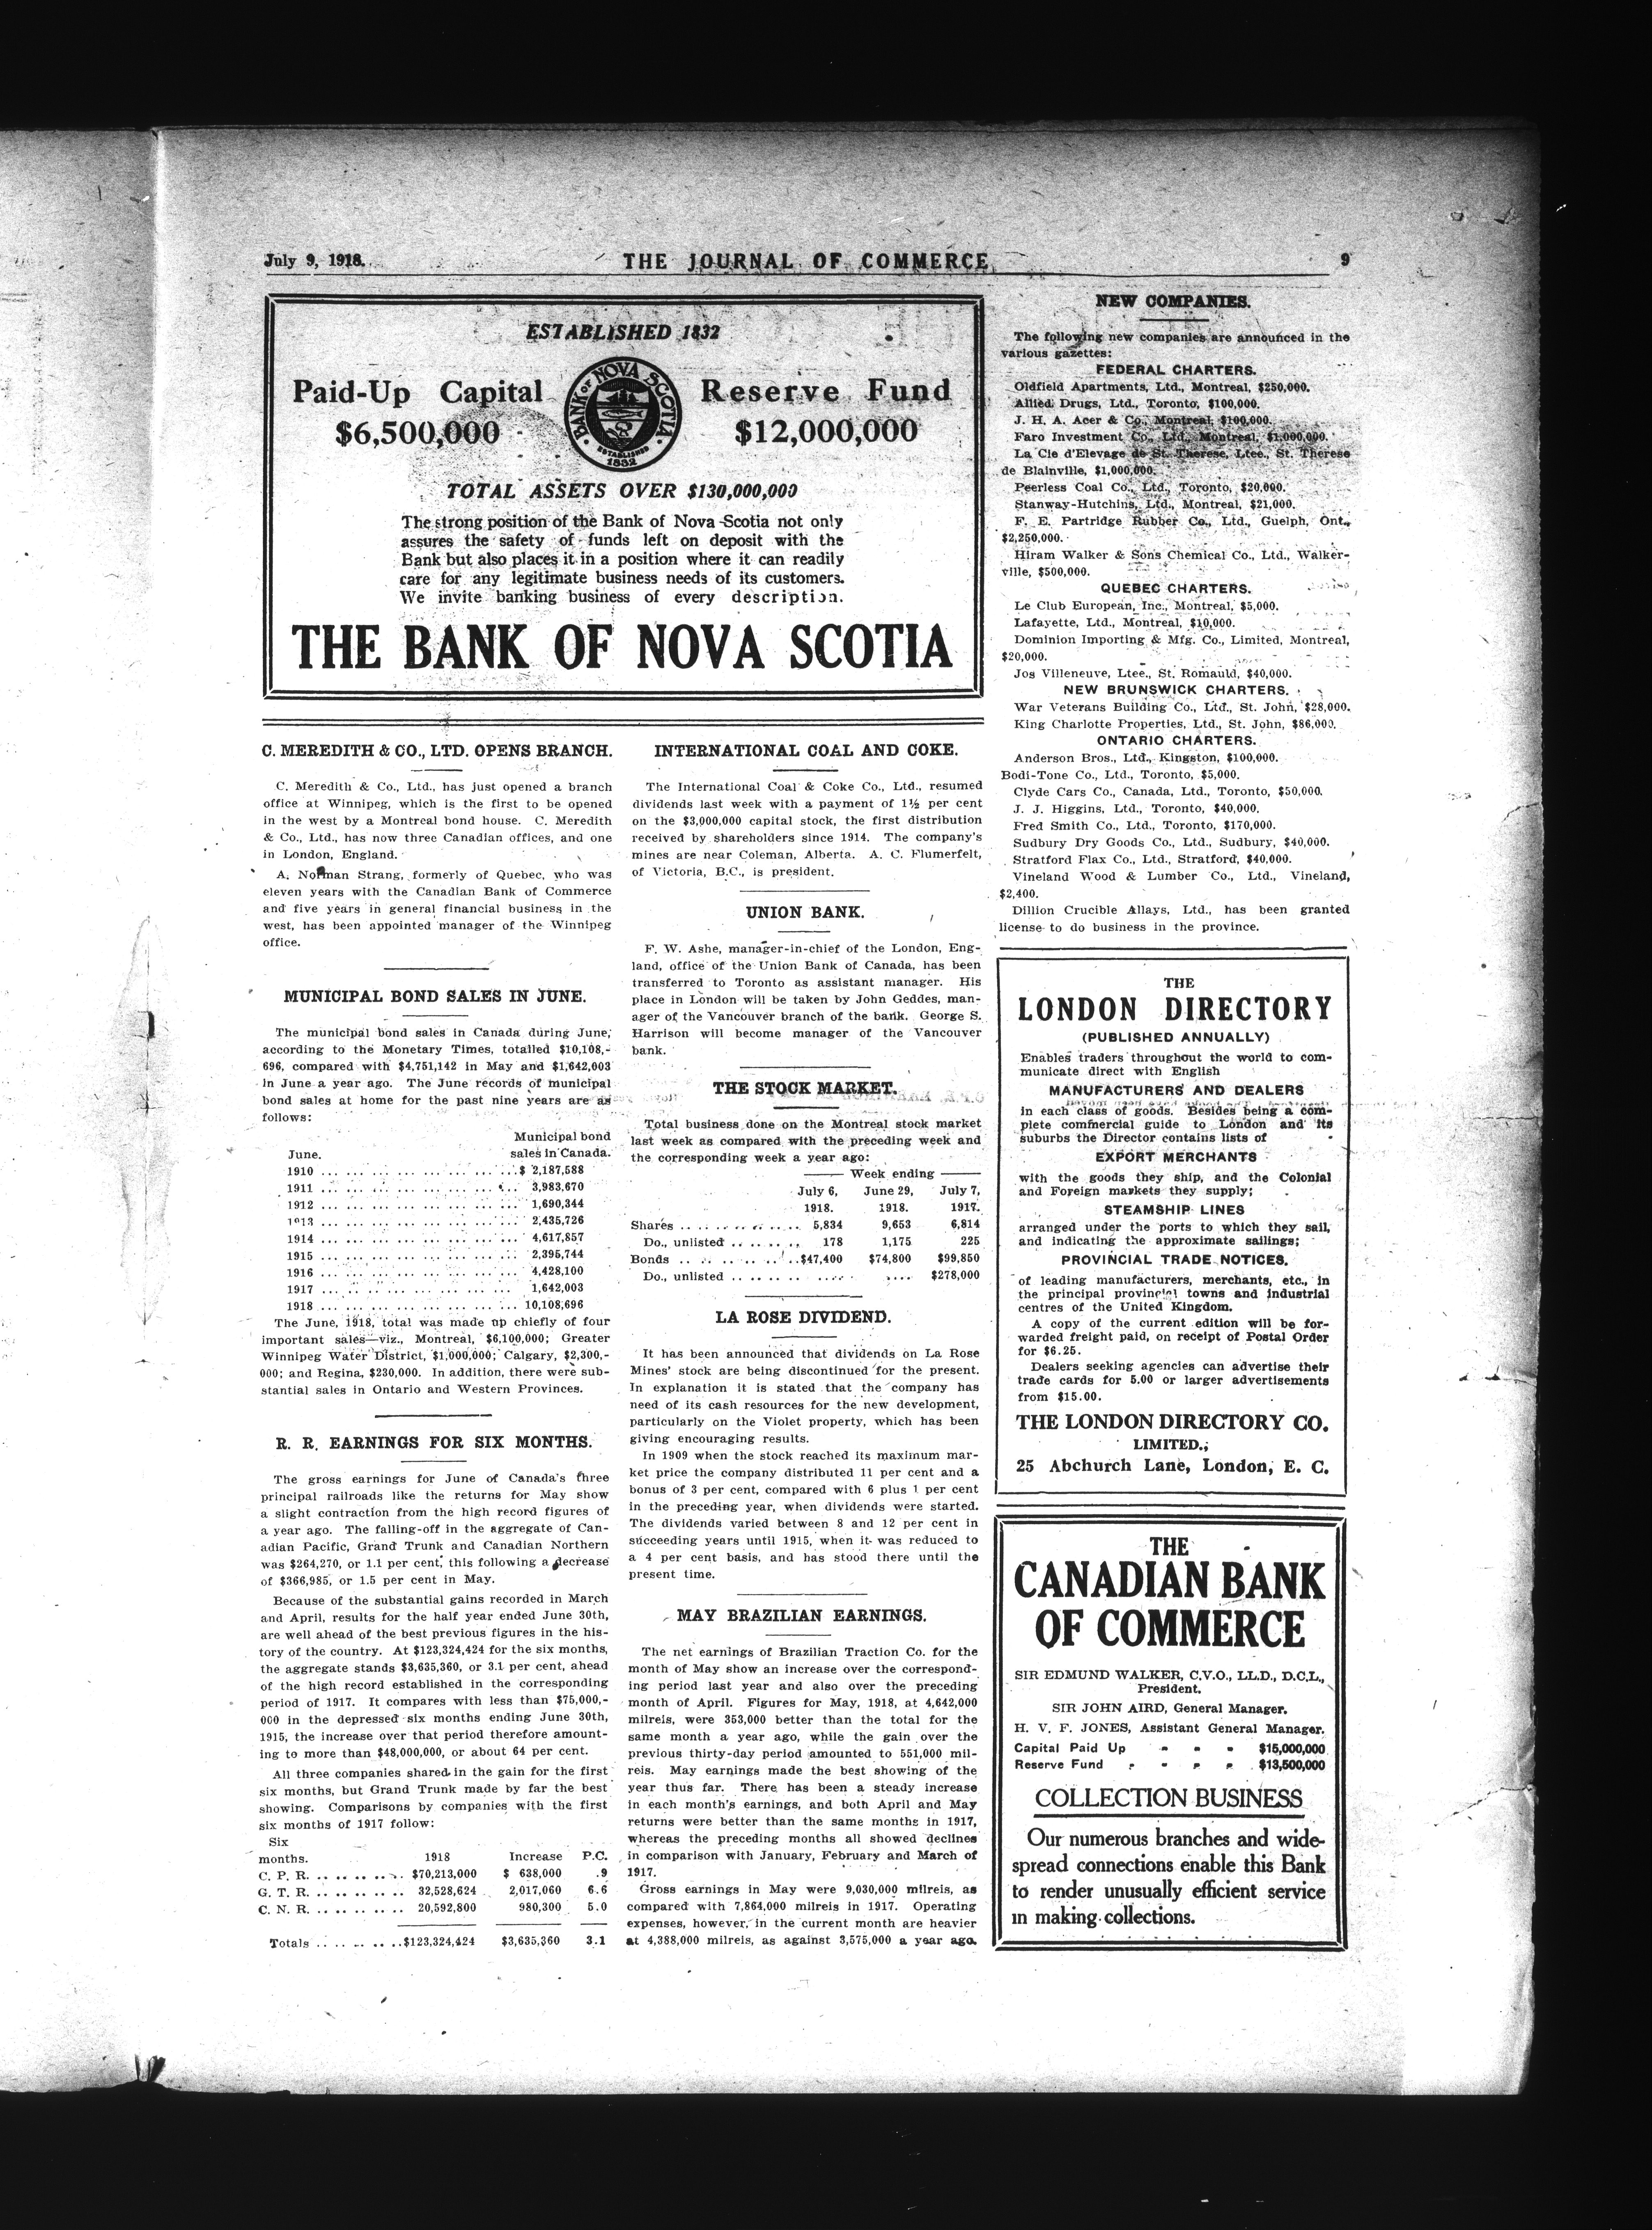 July 9, 1918.
THE JOURNAL OF COMMERCE
9
ESTABLISHED 1832
Paid-Up Capital
$6,500,000
BANK OF NOVA SCOTIA
ESTABLISHED
1832
Reserve Fund
$12,000,000
TOTAL ASSETS OVER $130,000,000
The strong position of the Bank of Nova Scotia not only
assures the safety of funds left on deposit with the
Bank but also places it in a position where it can readily
care for any legitimate business needs of its customers.
We invite banking business of every description.
THE BANK OF NOVA SCOTIA
C. MEREDITH & CO., LTD. OPENS BRANCH.
C. Meredith & Co., Ltd., has just opened a branch
office at Winnipeg, which is the first to be opened
in the west by a Montreal bond house. C. Meredith
& Co., Ltd., has now three Canadian offices, and one
in London, England.
A. Norman Strang, formerly of Quebec, who was
eleven years with the Canadian Bank of Commerce
and five years in general financial business in the
west, has been appointed manager of the Winnipeg
office.
MUNICIPAL BOND SALES IN JUNE.
The municipal bond sales in Canada during June,
according to the Monetary Times, totalled $10,108,-
696, compared with $4,751,142 in May and $1,642,003
in June a year ago. The June records of municipal
bond sales at home for the past nine years are as
follows:
Municipal bond
June. sales in Canada.
1910 ... ... ... ... ... ... ... ... $ 2,187,588
1911 ... ... ... ... ... ... ... ... 3,983,670
1912 ... ... ... ... ... ... ... ... 1,690,344
1913 ... ... ... ... ... ... ... ... 2,435,726
1914 ... ... ... ... ... ... ... ... 4,617,857
1915 ... ... ... ... ... ... ... ... 2,395,744
1916 ... ... ... ... ... ... ... ... 4,428,100
1917 ... ... ... ... ... ... ... ... 1,642,003
1918 ... ... ... ... ... ... ... ... 10,108,696
The June, 1918, total was made up chiefly of four
important sales—viz., Montreal, $6,100,000; Greater
Winnipeg Water District, $1,000,000; Calgary, $2,300,-
000; and Regina, $230,000. In addition, there were sub-
stantial sales in Ontario and Western Provinces.
R. R. EARNINGS FOR SIX MONTHS.
The gross earnings for June of Canada's three
principal railroads like the returns for May show
a slight contraction from the high record figures of
a year ago. The falling-off in the aggregate of Can-
adian Pacific, Grand Trunk and Canadian Northern
was $264,270, or 1.1 per cent, this following a decrease
of $366,985, or 1.5 per cent in May.
Because of the substantial gains recorded in March
and April, results for the half year ended June 30th,
are well ahead of the best previous figures in the his-
tory of the country. At $123,324,424 for the six months,
the aggregate stands $3,635,360, or 3.1 per cent, ahead
of the high record established in the corresponding
period of 1917. It compares with less than $75,000,-
000 in the depressed six months ending June 30th,
1915, the increase over that period therefore amount-
ing to more than $48,000,000, or about 64 per cent.
All three companies shared in the gain for the first
six months, but Grand Trunk made by far the best
showing. Comparisons by companies with the first
six months of 1917 follow:
Six
months. 1918 Increase P.C.
C. P. R. .. .. .. .. .. $70,213,000 $ 638,000 .9
G. T. R. .. .. .. .. .. 32,528,624 2,017,060 6.6
C. N. R. .. .. .. .. .. 20,592,800 980,300 5.0
Totals .. .. .. .. .. $123,324,424 $3,635,360 3.1
INTERNATIONAL COAL AND COKE.
The International Coal & Coke Co., Ltd., resumed
dividends last week with a payment of 1½ per cent
on the $3,000,000 capital stock, the first distribution
received by shareholders since 1914. The company's
mines are near Coleman, Alberta. A. C. Flumerfelt,
of Victoria, B.C., is president.
UNION BANK.
F. W. Ashe, manager-in-chief of the London, Eng-
land, office of the Union Bank of Canada, has been
transferred to Toronto as assistant manager. His
place in London will be taken by John Geddes, man-
ager of the Vancouver branch of the bank. George S.
Harrison will become manager of the Vancouver
bank.
THE STOCK MARKET.
Total business done on the Montreal stock market
last week as compared with the preceding week and
the corresponding week a year ago:
Week ending
July 6, June 29, July 7,
1918. 1918. 1917.
Shares .. .. .. .. .. .. .. 5,834 9,653 6,814
Do., unlisted .. .. .. .. 178 1,175 225
Bonds .. .. .. .. .. .. .. $47,400 $74,800 $99,850
Do., unlisted .. .. .. .. .... .... $278,000
LA ROSE DIVIDEND.
It has been announced that dividends on La Rose
Mines' stock are being discontinued for the present.
In explanation it is stated that the company has
need of its cash resources for the new development,
particularly on the Violet property, which has been
giving encouraging results.
In 1909 when the stock reached its maximum mar-
ket price the company distributed 11 per cent and a
bonus of 3 per cent, compared with 6 plus 1 per cent
in the preceding year, when dividends were started.
The dividends varied between 8 and 12 per cent in
succeeding years until 1915, when it was reduced to
a 4 per cent basis, and has stood there until the
present time.
MAY BRAZILIAN EARNINGS.
The net earnings of Brazilian Traction Co. for the
month of May show an increase over the correspond-
ing period last year and also over the preceding
month of April. Figures for May, 1918, at 4,642,000
milreis, were 353,000 better than the total for the
same month a year ago, while the gain over the
previous thirty-day period amounted to 551,000 mil-
reis. May earnings made the best showing of the
year thus far. There has been a steady increase
in each month's earnings, and both April and May
returns were better than the same months in 1917,
whereas the preceding months all showed declines
in comparison with January, February and March of
1917.
Gross earnings in May were 9,030,000 milreis, as
compared with 7,864,000 milreis in 1917. Operating
expenses, however, in the current month are heavier
at 4,388,000 milreis, as against 3,575,000 a year ago.
NEW COMPANIES.
The following new companies are announced in the
various gazettes:
FEDERAL CHARTERS.
Oldfield Apartments, Ltd., Montreal, $250,000.
Allied Drugs, Ltd., Toronto, $100,000.
J. H. A. Acer & Co., Montreal, $100,000.
Faro Investment Co., Ltd., Montreal, $1,000,000.
La Cie d'Elevage de St. Therese, Ltee., St. Therese
de Blainville, $1,000,000.
Peerless Coal Co., Ltd., Toronto, $20,000.
Stanway-Hutchins, Ltd., Montreal, $21,000.
F. E. Partridge Rubber Co., Ltd., Guelph, Ont.,
$2,250,000.
Hiram Walker & Sons Chemical Co., Ltd., Walker-
ville, $500,000.
QUEBEC CHARTERS.
Le Club European, Inc., Montreal, $5,000.
Lafayette, Ltd., Montreal, $10,000.
Dominion Importing & Mfg. Co., Limited, Montreal,
$20,000.
Jos Villeneuve, Ltee., St. Romauld, $40,000.
NEW BRUNSWICK CHARTERS.
War Veterans Building Co., Ltd., St. John, $28,000.
King Charlotte Properties, Ltd., St. John, $86,000.
ONTARIO CHARTERS.
Anderson Bros., Ltd., Kingston, $100,000.
Bodi-Tone Co., Ltd., Toronto, $5,000.
Clyde Cars Co., Canada, Ltd., Toronto, $50,000.
J. J. Higgins, Ltd., Toronto, $40,000.
Fred Smith Co., Ltd., Toronto, $170,000.
Sudbury Dry Goods Co., Ltd., Sudbury, $40,000.
Stratford Flax Co., Ltd., Stratford, $40,000.
Vineland Wood & Lumber Co., Ltd., Vineland,
$2,400.
Dillion Crucible Allays, Ltd., has been granted
license to do business in the province.
THE
LONDON DIRECTORY
(PUBLISHED ANNUALLY)
Enables traders throughout the world to com-
municate direct with English
MANUFACTURERS AND DEALERS
in each class of goods. Besides being a com-
plete commercial guide to London and its
suburbs the Director contains lists of
EXPORT MERCHANTS
with the goods they ship, and the Colonial
and Foreign markets they supply;
STEAMSHIP LINES
arranged under the ports to which they sail,
and indicating the approximate sailings;
PROVINCIAL TRADE NOTICES.
of leading manufacturers, merchants, etc., in
the principal provincial towns and industrial
centres of the United Kingdom.
A copy of the current edition will be for-
warded freight paid, on receipt of Postal Order
for $6.25.
Dealers seeking agencies can advertise their
trade cards for 5.00 or larger advertisements
from $15.00.
THE LONDON DIRECTORY CO.
LIMITED.,
25 Abchurch Lane, London, E. C.
THE
CANADIAN BANK
OF COMMERCE
SIR EDMUND WALKER, C.V.O., LL.D., D.C.L.,
President.
SIR JOHN AIRD, General Manager.
H. V. F. JONES, Assistant General Manager.
Capital Paid Up - - - $15,000,000
Reserve Fund - - - - $13,500,000
COLLECTION BUSINESS
Our numerous branches and wide-
spread connections enable this Bank
to render unusually efficient service
in making collections.